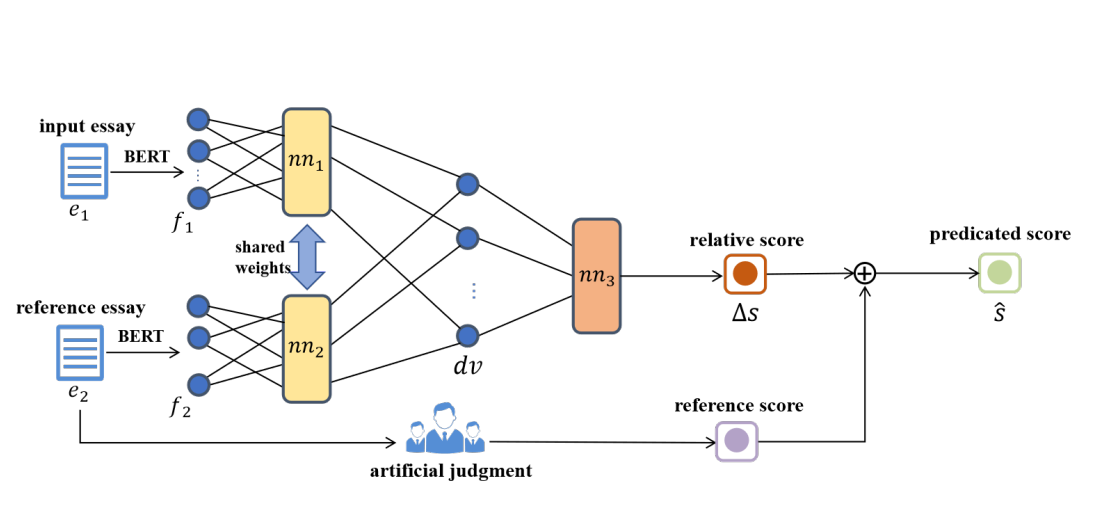 input essay
BERT
e₁
f₁
nn₁
shared
weights
reference essay
BERT
e₂
f₂
nn₂
dv
nn₃
relative score
Δs
predicated score
ŝ
artificial judgment
reference score